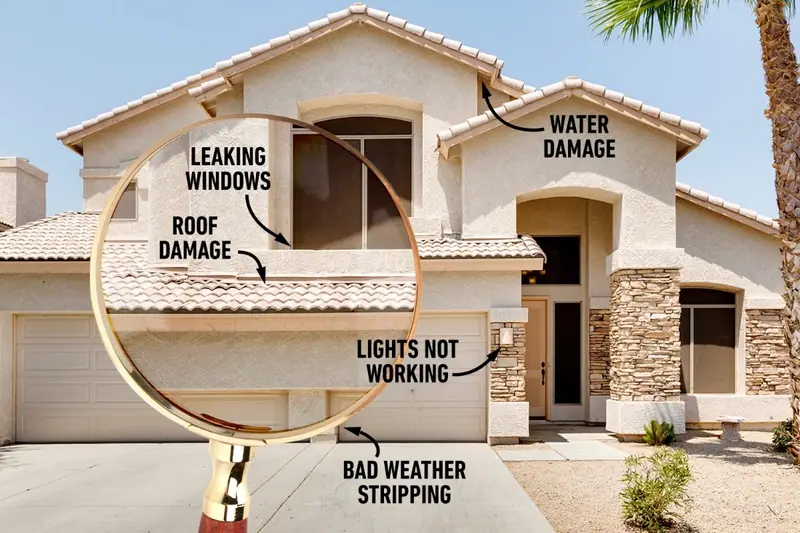 WATER
DAMAGE
LEAKING
WINDOWS
ROOF
DAMAGE
LIGHTS NOT
WORKING
BAD WEATHER
STRIPPING